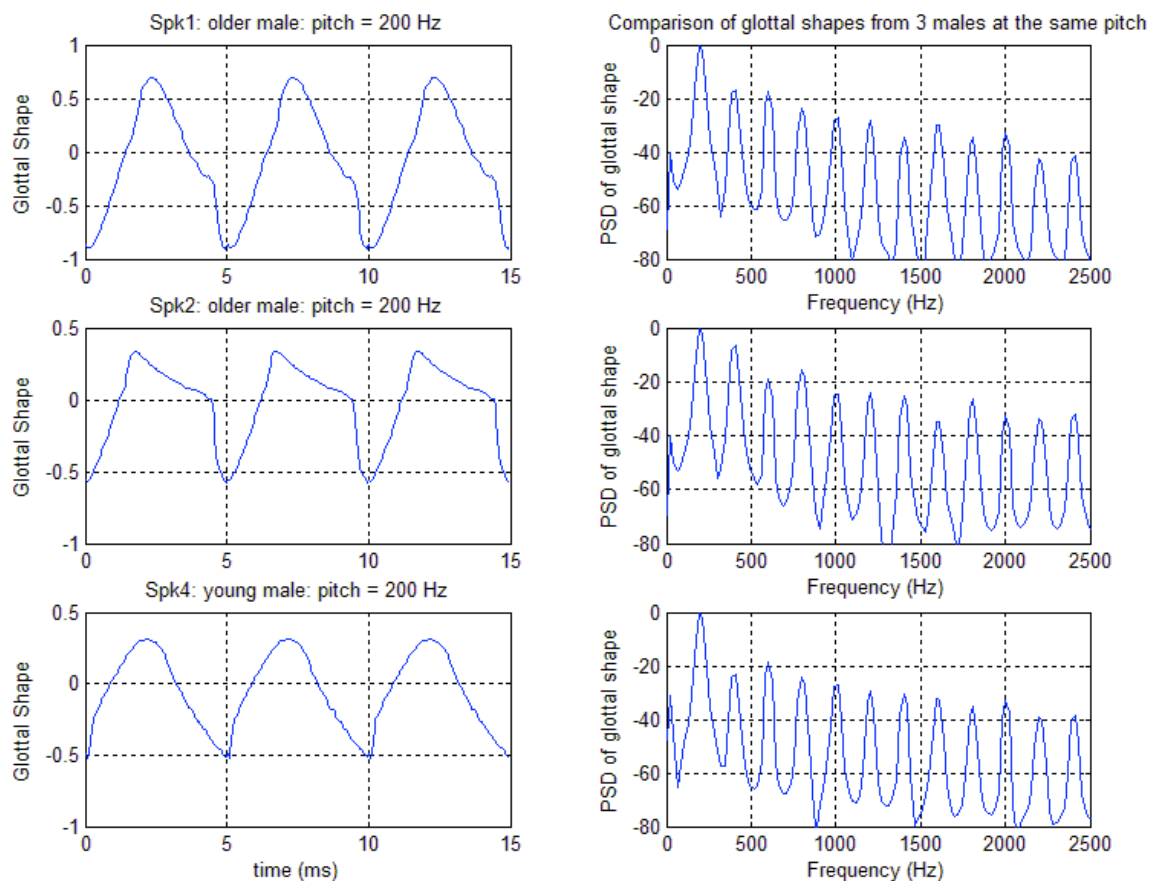 Spk1: older male: pitch = 200 Hz
Comparison of glottal shapes from 3 males at the same pitch
Glottal Shape
1
0.5
0
-0.5
-1
0 5 10 15
PSD of glottal shape
0
-20
-40
-60
-80
0 500 1000 1500 2000 2500
Frequency (Hz)
Spk2: older male: pitch = 200 Hz
Glottal Shape
0.5
0
-0.5
-1
0 5 10 15
PSD of glottal shape
0
-20
-40
-60
-80
0 500 1000 1500 2000 2500
Frequency (Hz)
Spk4: young male: pitch = 200 Hz
Glottal Shape
0.5
0
-0.5
-1
0 5 10 15
time (ms)
PSD of glottal shape
0
-20
-40
-60
-80
0 500 1000 1500 2000 2500
Frequency (Hz)